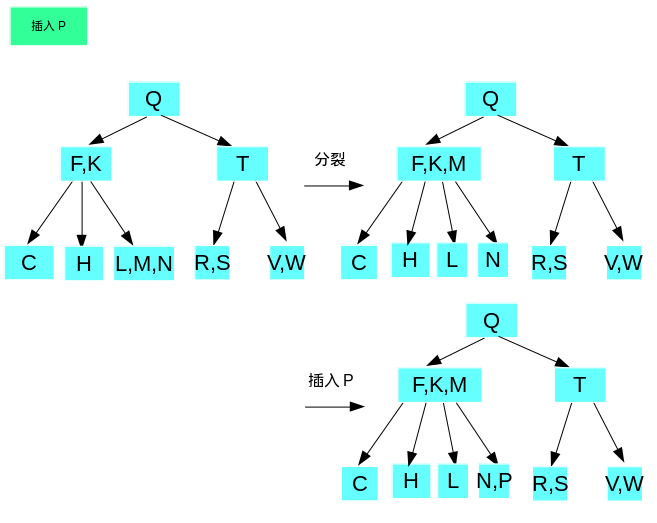 插入 P
Q
Q
F,K
T
分裂
F,K,M
T
C
H
L,M,N
R,S
V,W
C
H
L
N
R,S
V,W
Q
插入 P
F,K,M
T
C
H
L
N,P
R,S
V,W